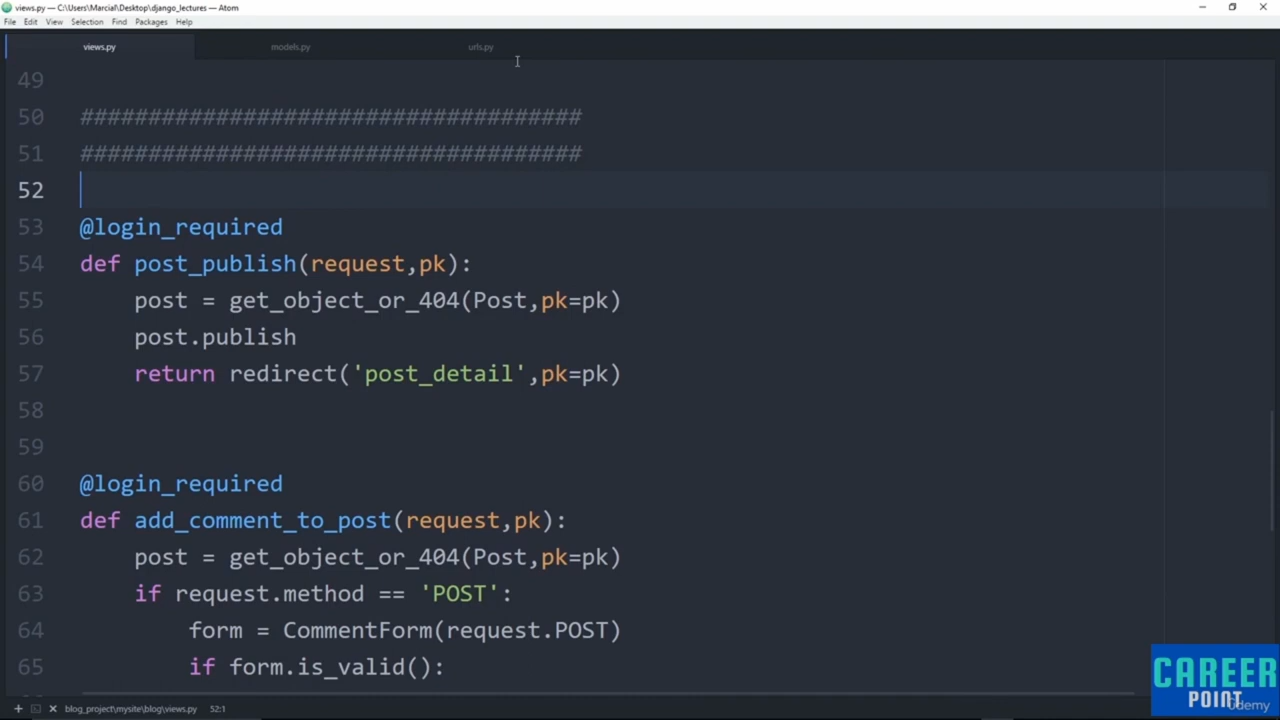 views.py — C:\Users\Marcial\Desktop\django_lectures — Atom
File Edit View Selection Find Packages Help
views.py models.py urls.py
49
50 #####################################
51 #####################################
52
53 @login_required
54 def post_publish(request,pk):
55 post = get_object_or_404(Post,pk=pk)
56 post.publish
57 return redirect('post_detail',pk=pk)
58
59
60 @login_required
61 def add_comment_to_post(request,pk):
62 post = get_object_or_404(Post,pk=pk)
63 if request.method == 'POST':
64 form = CommentForm(request.POST)
65 if form.is_valid():
CAREER
POINT
Udemy
blog_project\mysite\blog\views.py 52:1